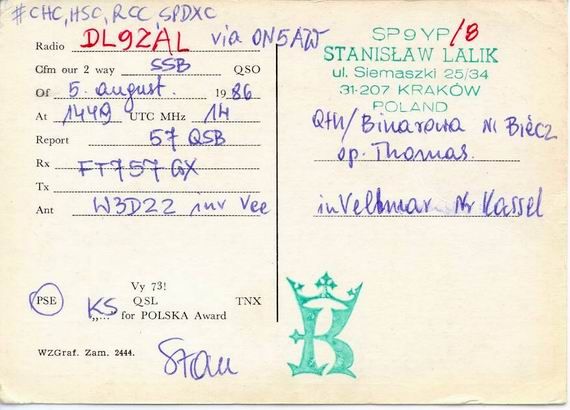 #CHC, HSC, RCC SPDXC
Radio DL9ZAL via ON5AW
Cfm our 2 way SSB QSO
Of 5. august. 1986
At 1449 UTC MHz 14
Report 57 QSB
Rx FT757GX
Tx
Ant W3DZZ inv Vee
Vy 73!
PSE QSL TNX
KS
„... for POLSKA Award
WZGraf. Zam. 2444.
Stan
SP9YP/8
STANISŁAW LALIK
ul. Siemaszki 25/34
31-207 KRAKÓW
POLAND
Qth/ Binarowa Nr Biecz
op. Thomas
in Vellmar Nr Kassel
K